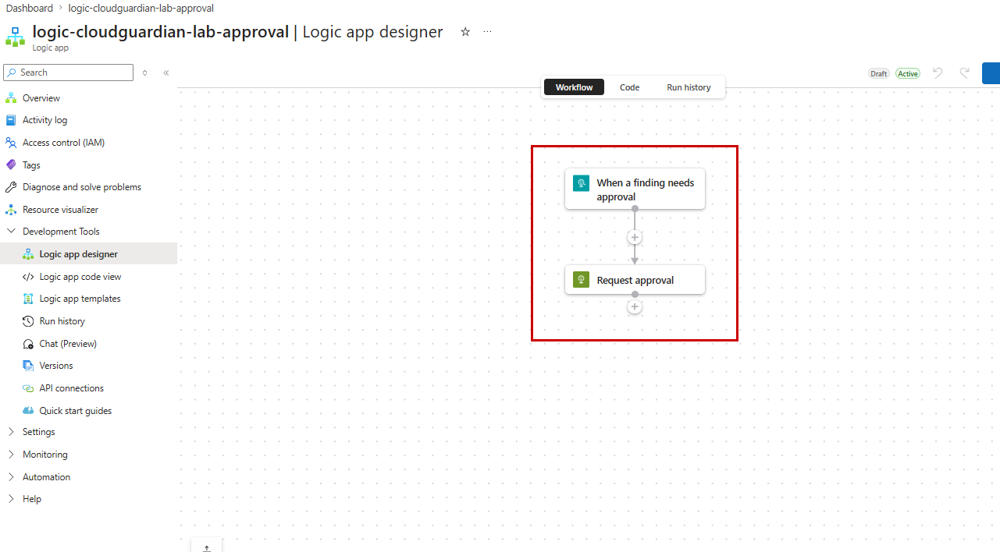 Dashboard > logic-cloudguardian-lab-approval
logic-cloudguardian-lab-approval | Logic app designer
Logic app
Search
Draft
Active
Workflow
Code
Run history
Overview
Activity log
Access control (IAM)
Tags
Diagnose and solve problems
Resource visualizer
Development Tools
Logic app designer
Logic app code view
Logic app templates
Run history
Chat (Preview)
Versions
API connections
Quick start guides
Settings
Monitoring
Automation
Help
When a finding needs
approval
Request approval